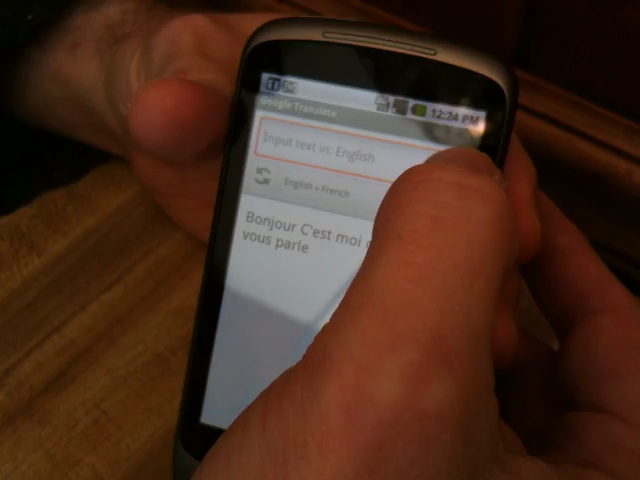 12:24 PM
Google Translate
Input text in: English
English » French
Bonjour C'est moi
vous parle